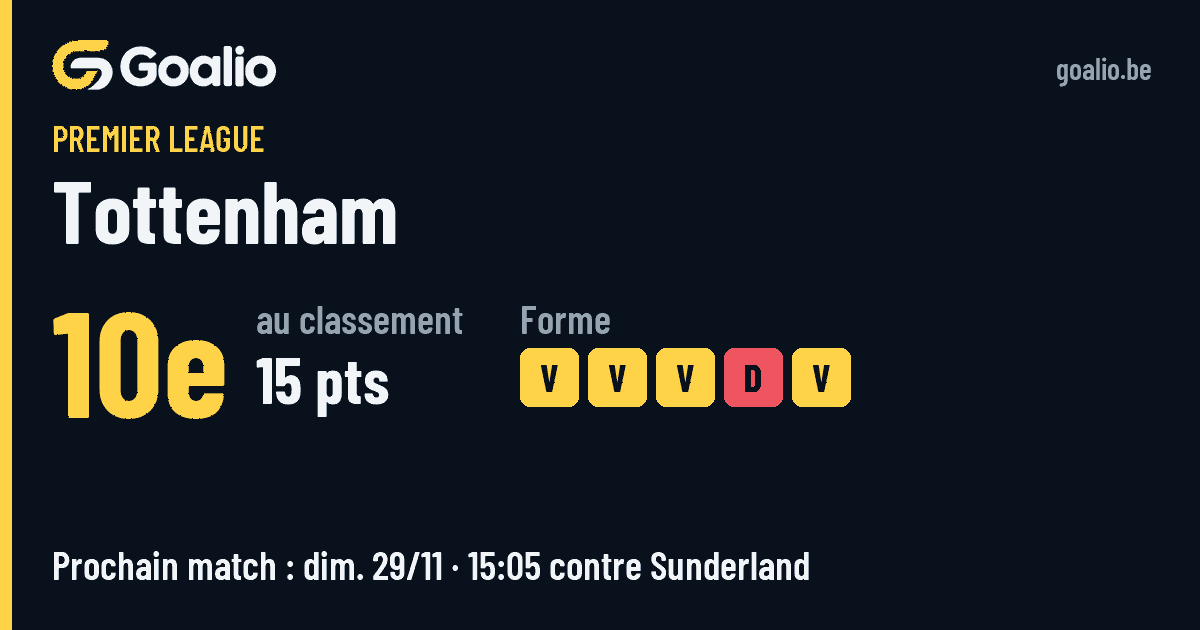 Goalio
goalio.be
PREMIER LEAGUE
Tottenham
10e
au classement
15 pts
Forme
V V V D V
Prochain match : dim. 29/11 · 15:05 contre Sunderland